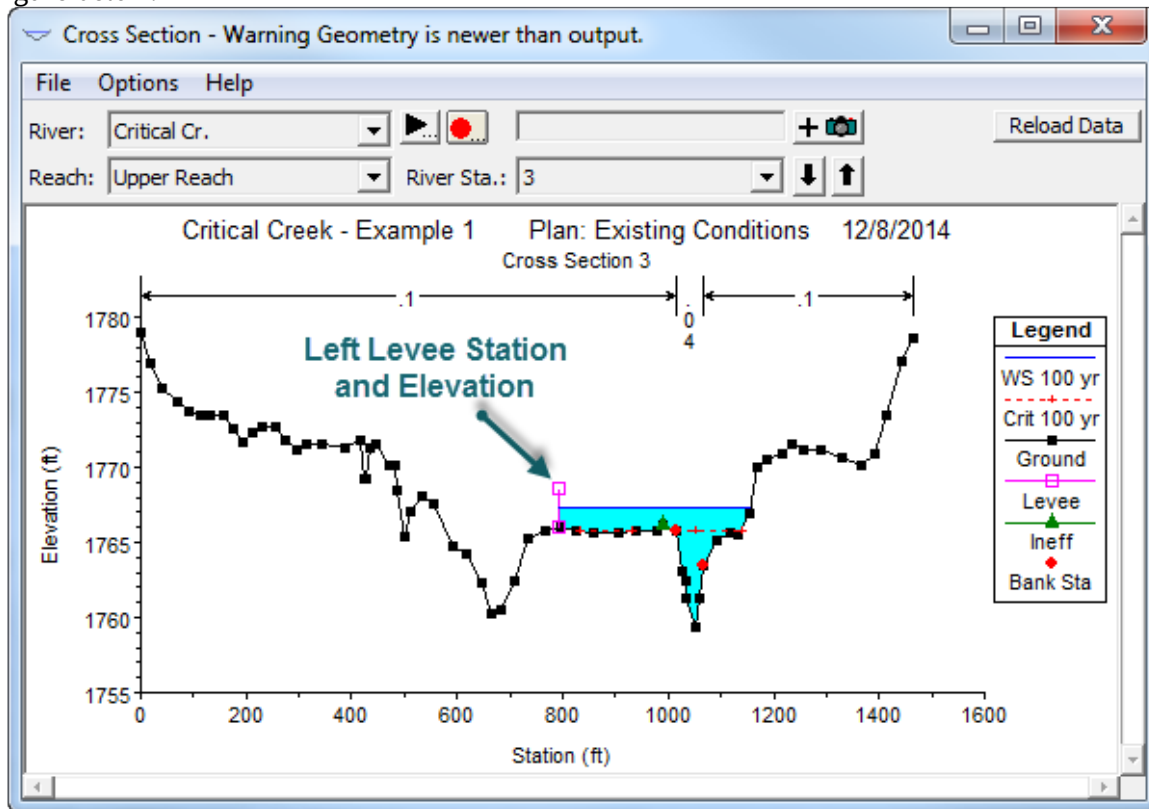 Cross Section - Warning Geometry is newer than output.
File Options Help
River: Critical Cr. Reload Data
Reach: Upper Reach River Sta.: 3
Critical Creek - Example 1 Plan: Existing Conditions 12/8/2014
Cross Section 3
.1 .04 .1
Left Levee Station
and Elevation
Legend
WS 100 yr
Crit 100 yr
Ground
Levee
Ineff
Bank Sta
Elevation (ft)
1780
1775
1770
1765
1760
1755
0 200 400 600 800 1000 1200 1400 1600
Station (ft)